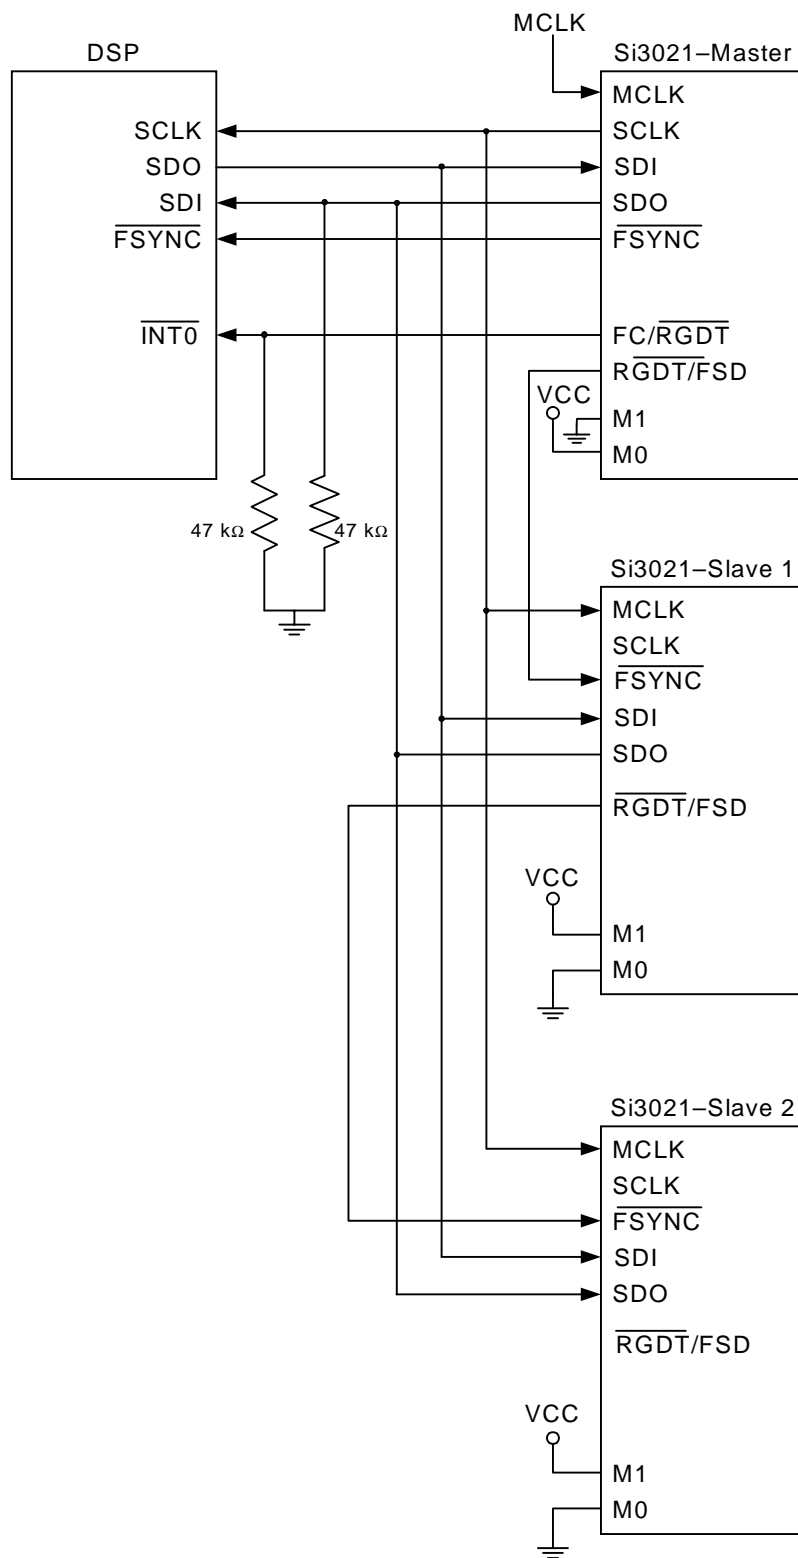 MCLK
DSP
Si3021–Master
SCLK
SDO
SDI
FSYNC
INT0
MCLK
SCLK
SDI
SDO
FSYNC
FC/RGDT
RGDT/FSD
VCC
M1
M0
47 kΩ
47 kΩ
Si3021–Slave 1
MCLK
SCLK
FSYNC
SDI
SDO
RGDT/FSD
VCC
M1
M0
Si3021–Slave 2
MCLK
SCLK
FSYNC
SDI
SDO
RGDT/FSD
VCC
M1
M0